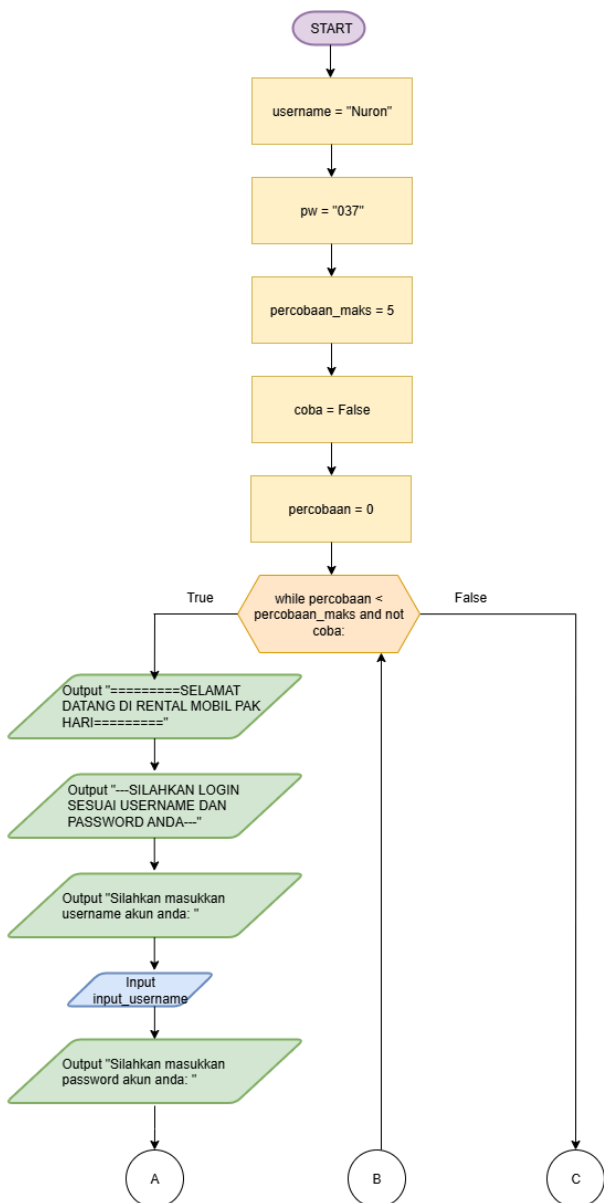 START
username = "Nuron"
pw = "037"
percobaan_maks = 5
coba = False
percobaan = 0
while percobaan <
percobaan_maks and not
coba:
True
False
Output "=========SELAMAT
DATANG DI RENTAL MOBIL PAK
HARI========="
Output "---SILAHKAN LOGIN
SESUAI USERNAME DAN
PASSWORD ANDA---"
Output "Silahkan masukkan
username akun anda: "
Input
input_username
Output "Silahkan masukkan
password akun anda: "
A
B
C